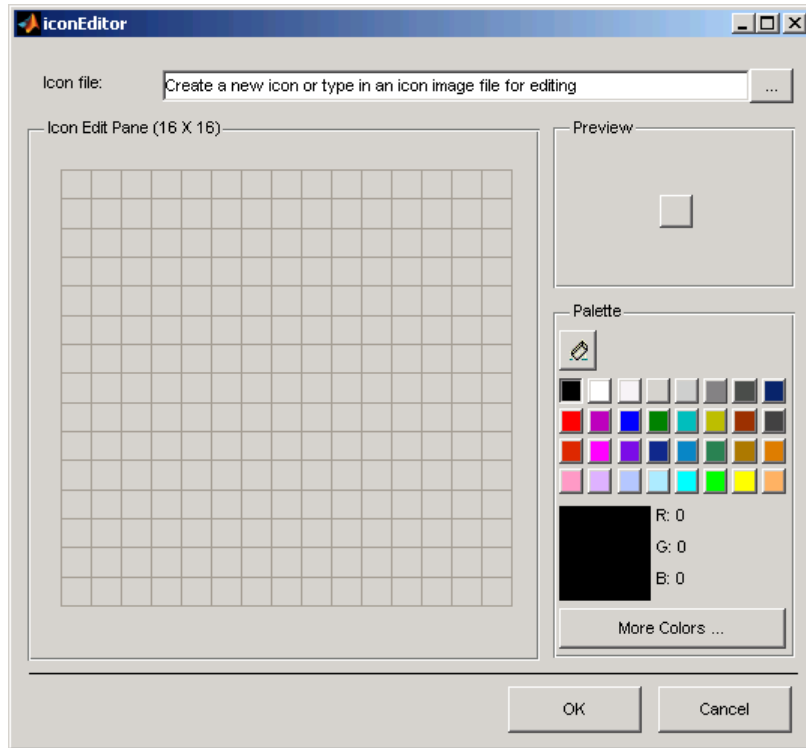 iconEditor
Icon file:
Create a new icon or type in an icon image file for editing
...
Icon Edit Pane (16 X 16)
Preview
Palette
R: 0
G: 0
B: 0
More Colors ...
OK
Cancel